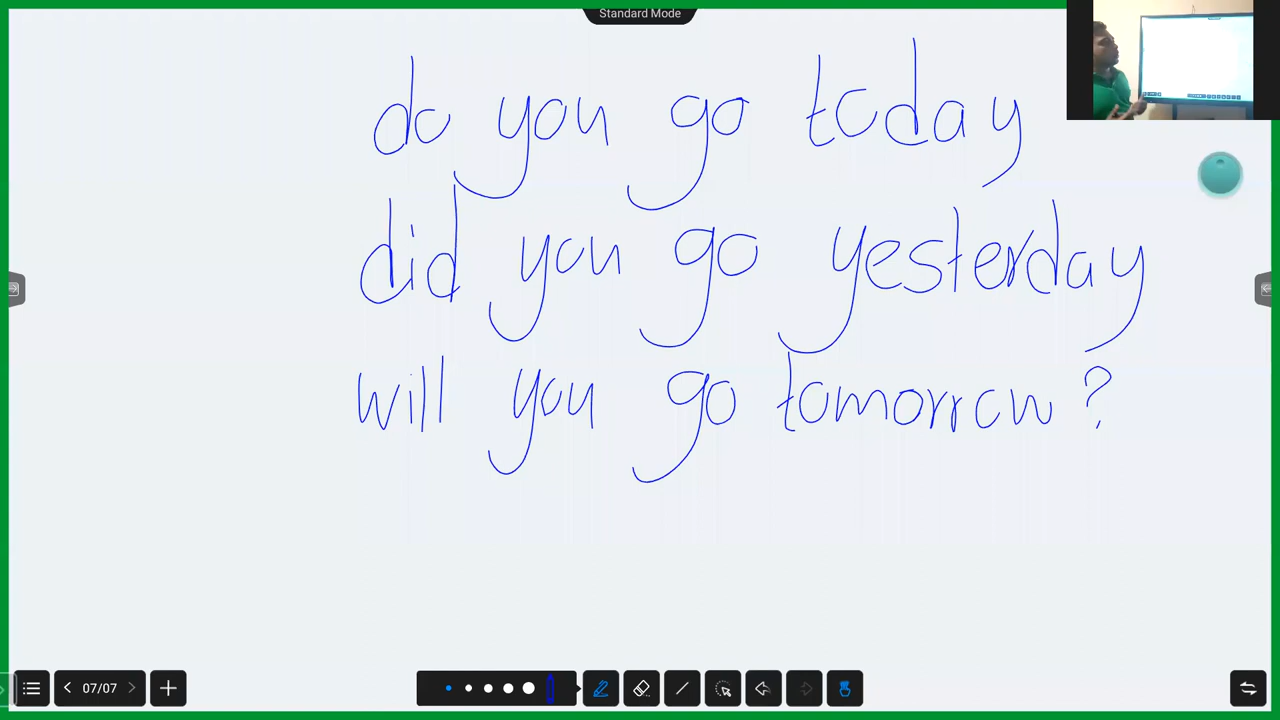 Standard Mode
do you go today
did you go yesterday
will you go tomorrow ?
07/07